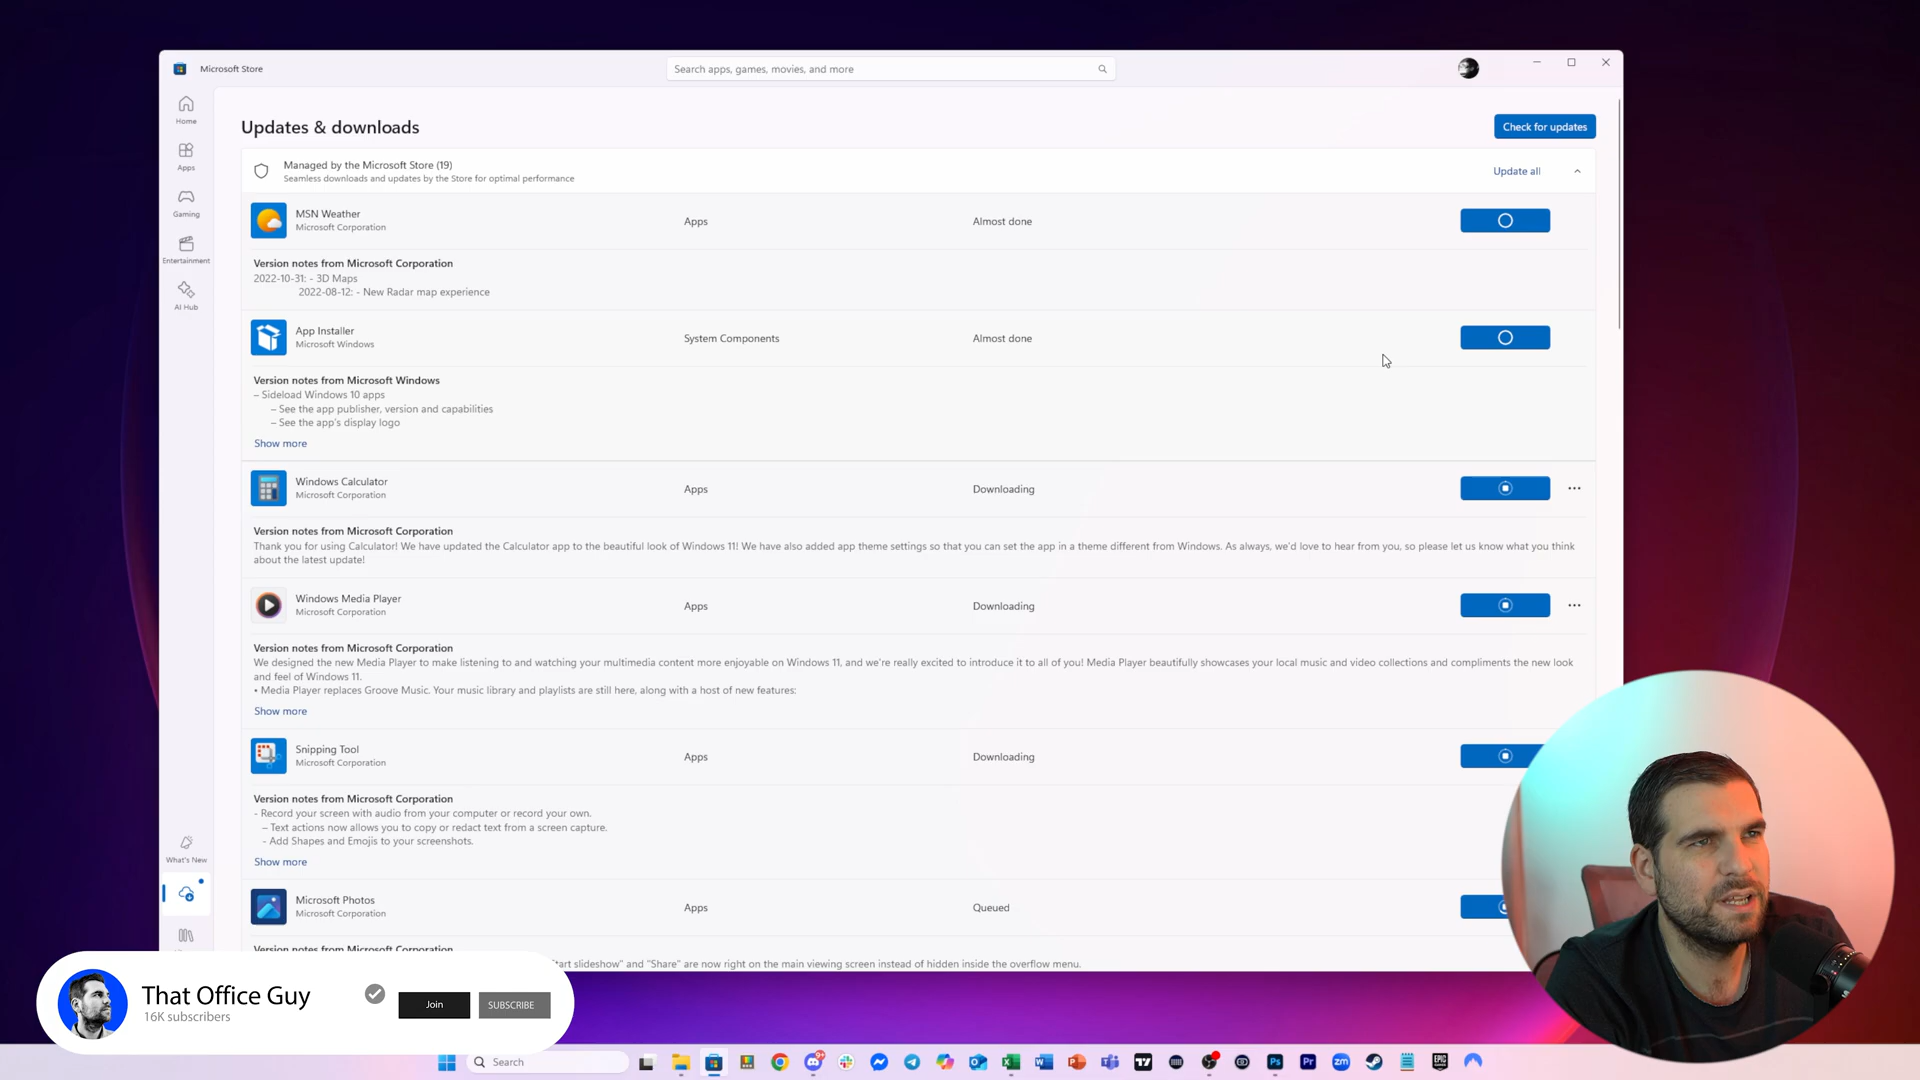 Microsoft Store
Search apps, games, movies, and more
Home
Apps
Gaming
Entertainment
AI Hub
What's New
Updates & downloads
Check for updates
Managed by the Microsoft Store (19)
Seamless downloads and updates by the Store for optimal performance
Update all
MSN Weather
Microsoft Corporation
Apps
Almost done
Version notes from Microsoft Corporation
2022-10-31: - 3D Maps
2022-08-12: - New Radar map experience
App Installer
Microsoft Windows
System Components
Almost done
Version notes from Microsoft Windows
– Sideload Windows 10 apps
– See the app publisher, version and capabilities
– See the app's display logo
Show more
Windows Calculator
Microsoft Corporation
Apps
Downloading
Version notes from Microsoft Corporation
Thank you for using Calculator! We have updated the Calculator app to the beautiful look of Windows 11! We have also added app theme settings so that you can set the app in a theme different from Windows. As always, we'd love to hear from you, so please let us know what you think
about the latest update!
Windows Media Player
Microsoft Corporation
Apps
Downloading
Version notes from Microsoft Corporation
We designed the new Media Player to make listening to and watching your multimedia content more enjoyable on Windows 11, and we're really excited to introduce it to all of you! Media Player beautifully showcases your local music and video collections and compliments the new look
and feel of Windows 11.
• Media Player replaces Groove Music. Your music library and playlists are still here, along with a host of new features:
Show more
Snipping Tool
Microsoft Corporation
Apps
Downloading
Version notes from Microsoft Corporation
- Record your screen with audio from your computer or record your own.
– Text actions now allows you to copy or redact text from a screen capture.
- Add Shapes and Emojis to your screenshots.
Show more
Microsoft Photos
Microsoft Corporation
Apps
Queued
Version notes from Microsoft Corporation
slideshow" and "Share" are now right on the main viewing screen instead of hidden inside the overflow menu.
That Office Guy
16K subscribers
Join
SUBSCRIBE
Search